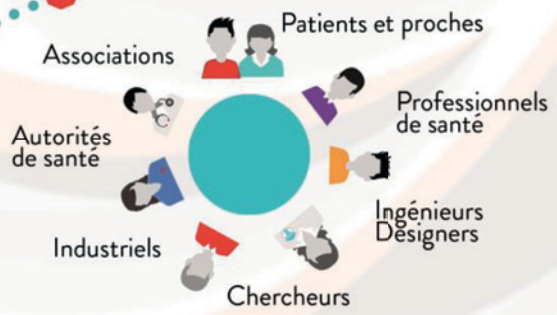 Patients et proches
Associations
Professionnels
de santé
Autorités
de santé
Ingénieurs
Designers
Industriels
Chercheurs